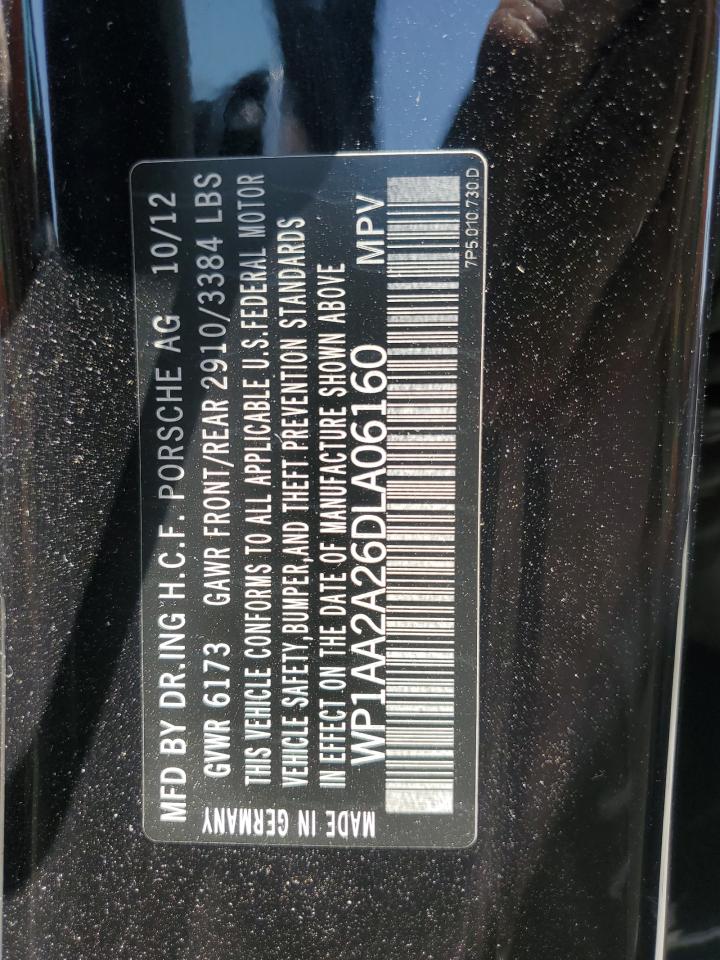 MFD BY DR.ING H.C.F. PORSCHE AG 10/12
GVWR 6173 GAWR FRONT/REAR 2910/3384 LBS
THIS VEHICLE CONFORMS TO ALL APPLICABLE U.S.FEDERAL MOTOR
VEHICLE SAFETY,BUMPER,AND THEFT PREVENTION STANDARDS
IN EFFECT ON THE DATE OF MANUFACTURE SHOWN ABOVE
WP1AA2A26DLA06160 MPV
7P5.010.730.D
MADE IN GERMANY